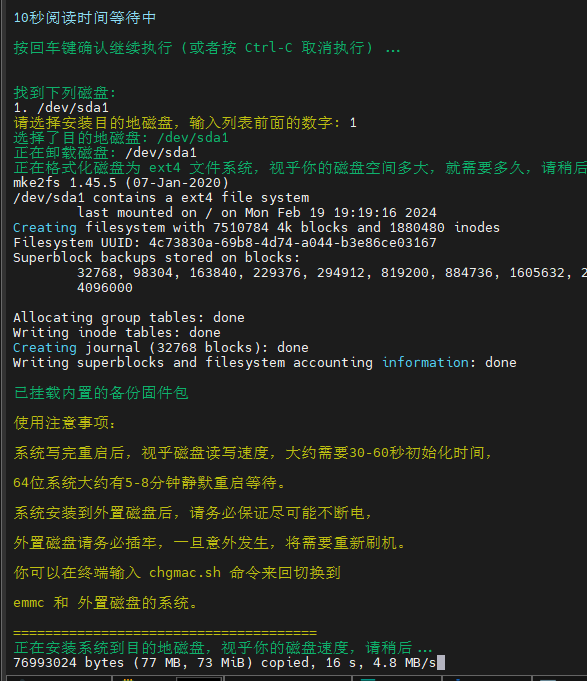 10秒阅读时间等待中
按回车键确认继续执行 (或者按 Ctrl-C 取消执行) ...
找到下列磁盘:
1. /dev/sda1
请选择安装目的地磁盘, 输入列表前面的数字: 1
选择了目的地磁盘: /dev/sda1
正在卸载磁盘: /dev/sda1
正在格式化磁盘为 ext4 文件系统, 视乎你的磁盘空间多大, 就需要多久, 请稍后
mke2fs 1.45.5 (07-Jan-2020)
/dev/sda1 contains a ext4 file system
last mounted on / on Mon Feb 19 19:19:16 2024
Creating filesystem with 7510784 4k blocks and 1880480 inodes
Filesystem UUID: 4c73830a-69b8-4d74-a044-b3e86ce03167
Superblock backups stored on blocks:
32768, 98304, 163840, 229376, 294912, 819200, 884736, 1605632, 2
4096000
Allocating group tables: done
Writing inode tables: done
Creating journal (32768 blocks): done
Writing superblocks and filesystem accounting information: done
已挂载内置的备份固件包
使用注意事项:
系统写完重启后, 视乎磁盘读写速度, 大约需要30-60秒初始化时间,
64位系统大约有5-8分钟静默重启等待。
系统安装到外置磁盘后, 请务必保证尽可能不断电,
外置磁盘请务必插牢, 一旦意外发生, 将需要重新刷机。
你可以在终端输入 chgmac.sh 命令来回切换到
emmc 和 外置磁盘的系统。
======================================
正在安装系统到目的地磁盘, 视乎你的磁盘速度, 请稍后 ...
76993024 bytes (77 MB, 73 MiB) copied, 16 s, 4.8 MB/s